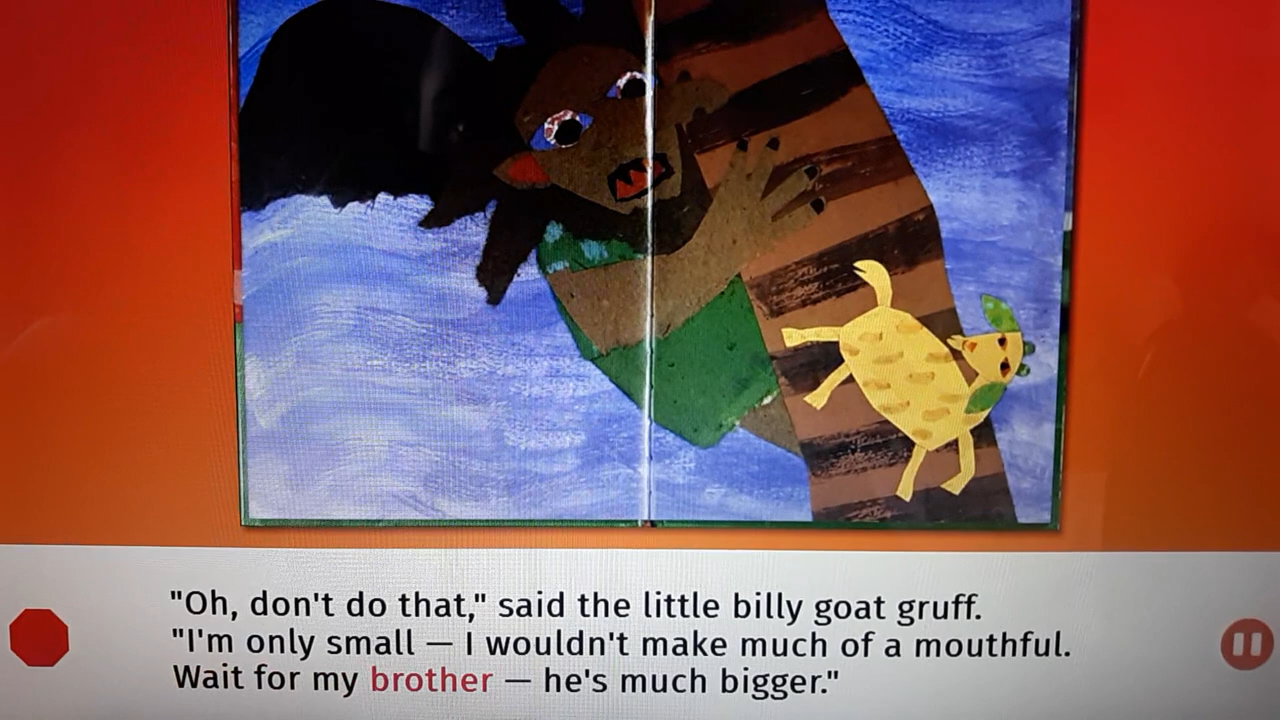 "Oh, don't do that," said the little billy goat gruff.
"I'm only small — I wouldn't make much of a mouthful.
Wait for my brother — he's much bigger."